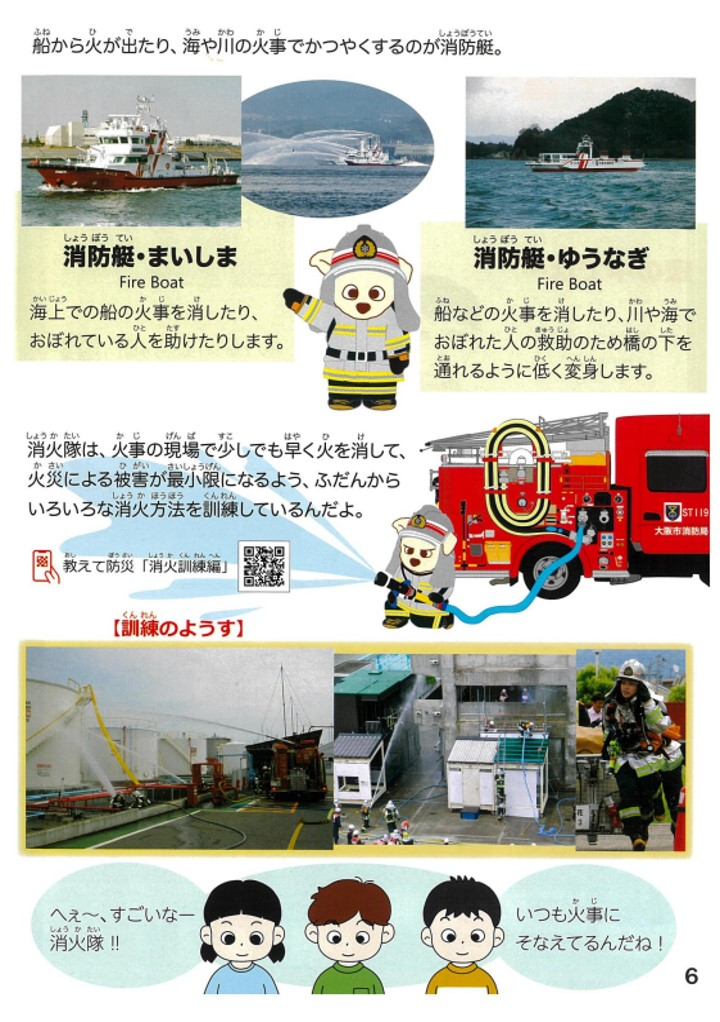 船から火が出たり、海や川の火事でかつやくするのが消防艇。
消防艇・まいしま
Fire Boat
海上での船の火事を消したり、
おぼれている人を助けたりします。
消防艇・ゆうなぎ
Fire Boat
船などの火事を消したり、川や海で
おぼれた人の救助のため橋の下を
通れるように低く変身します。
消火隊は、火事の現場で少しでも早く火を消して、
火災による被害が最小限になるよう、ふだんから
いろいろな消火方法を訓練しているんだよ。
教えて防災「消火訓練編」
ST119
大阪市消防局
【訓練のようす】
へぇ～、すごいなー
消火隊!!
いつも火事に
そなえてるんだね！
6